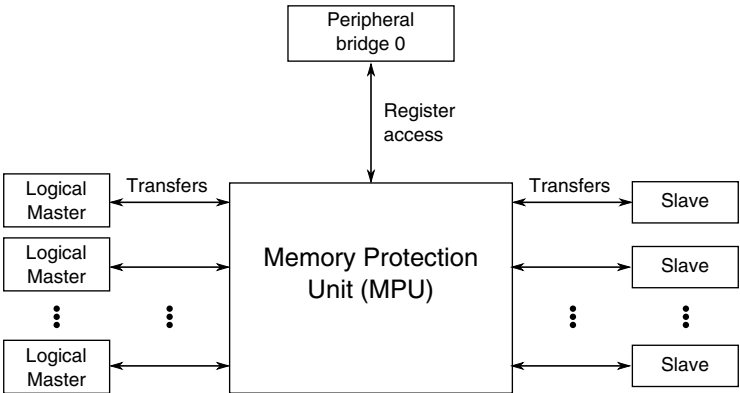 Peripheral
bridge 0
Register
access
Logical
Master
Transfers
Transfers
Slave
Logical
Master
Memory Protection
Unit (MPU)
Slave
Logical
Master
Slave